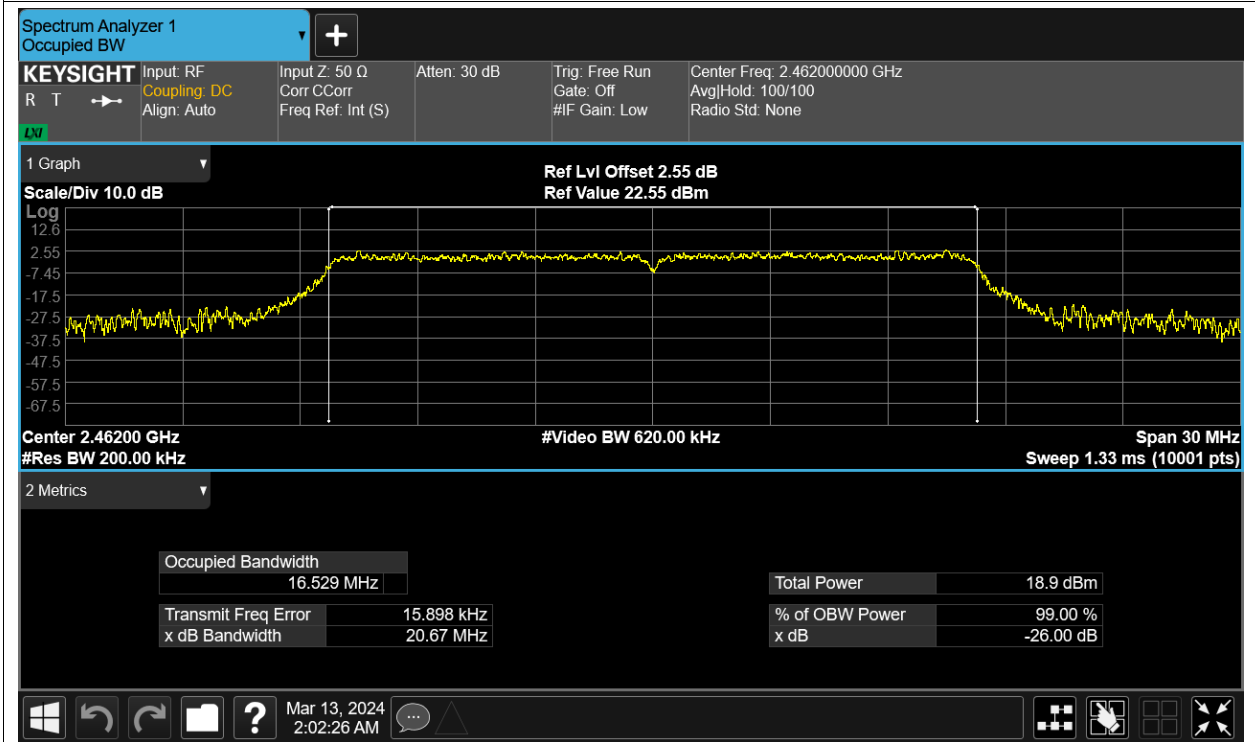 Spectrum Analyzer 1
Occupied BW
KEYSIGHT Input: RF Input Z: 50 Ω Atten: 30 dB Trig: Free Run Center Freq: 2.462000000 GHz
R T Coupling: DC Corr CCorr Gate: Off Avg|Hold: 100/100
Align: Auto Freq Ref: Int (S) #IF Gain: Low Radio Std: None
LXI
1 Graph
Ref Lvl Offset 2.55 dB
Scale/Div 10.0 dB Ref Value 22.55 dBm
Log
12.6
2.55
-7.45
-17.5
-27.5
-37.5
-47.5
-57.5
-67.5
Center 2.46200 GHz #Video BW 620.00 kHz Span 30 MHz
#Res BW 200.00 kHz Sweep 1.33 ms (10001 pts)
2 Metrics
Occupied Bandwidth
16.529 MHz Total Power 18.9 dBm
Transmit Freq Error 15.898 kHz % of OBW Power 99.00 %
x dB Bandwidth 20.67 MHz x dB -26.00 dB
? Mar 13, 2024
2:02:26 AM